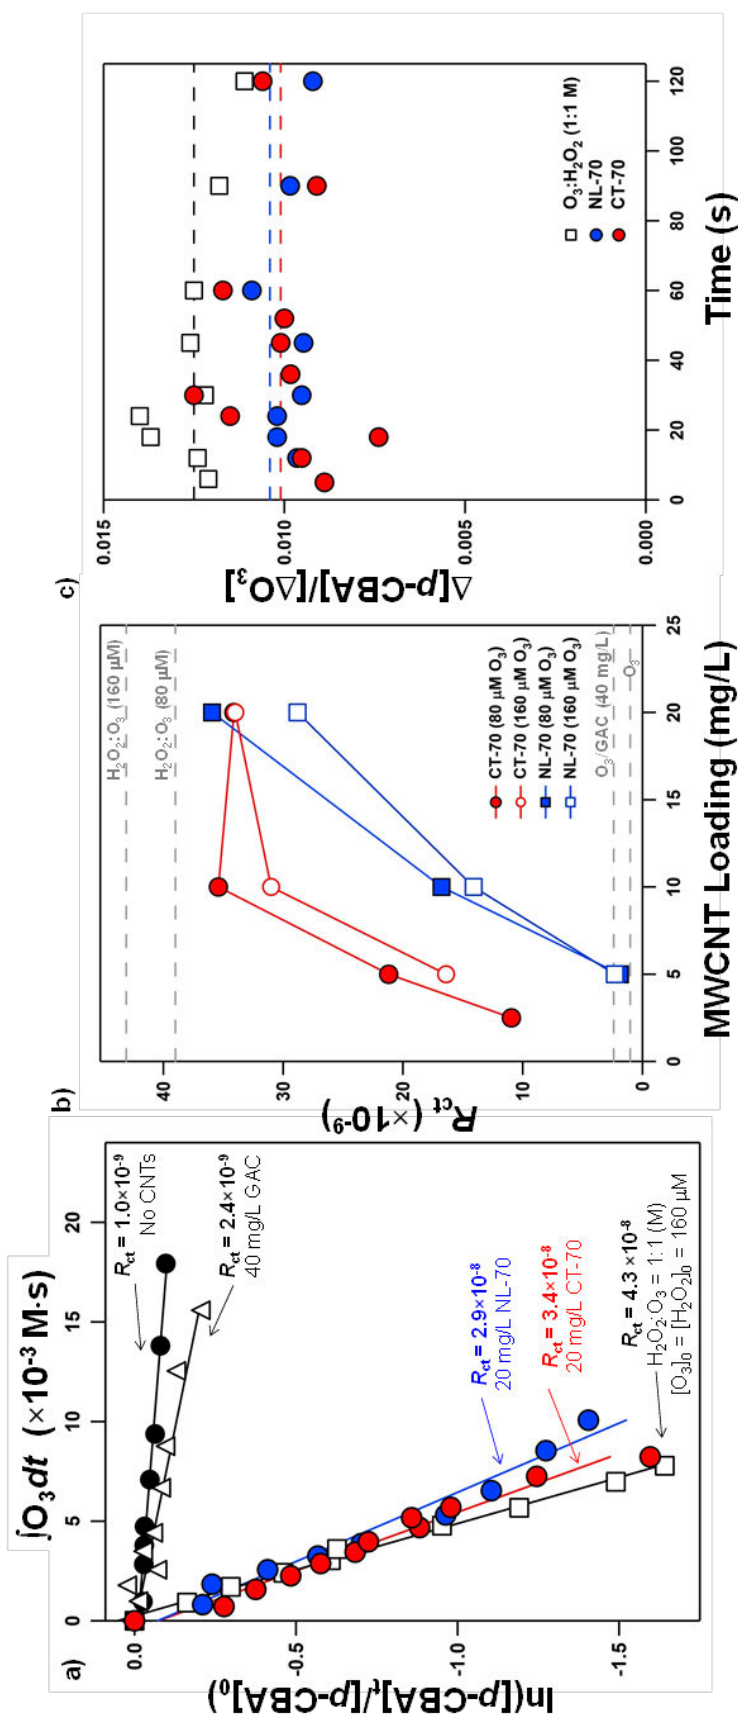 a)
∫O₃dt (×10⁻³ M·s)
0
5
10
15
20
ln([p-CBA]ₜ/[p-CBA]₀)
0.0
-0.5
-1.0
-1.5
Rct = 1.0×10⁻⁹
No CNTs
Rct = 2.4×10⁻⁹
40 mg/L GAC
Rct = 2.9×10⁻⁸
20 mg/L NL-70
Rct = 3.4×10⁻⁸
20 mg/L CT-70
Rct = 4.3 ×10⁻⁸
H₂O₂:O₃ = 1:1 (M)
[O₃]₀ = [H₂O₂]₀ = 160 µM
b)
Rct (×10⁻⁹)
40
30
20
10
0
H₂O₂:O₃ (160 µM)
H₂O₂:O₃ (80 µM)
CT-70 (80 µM O₃)
CT-70 (160 µM O₃)
NL-70 (80 µM O₃)
NL-70 (160 µM O₃)
O₃/GAC (40 mg/L)
O₃
0
5
10
15
20
25
MWCNT Loading (mg/L)
c)
Δ[p-CBA]/[ΔO₃]
0.015
0.010
0.005
0.000
O₃:H₂O₂ (1:1 M)
NL-70
CT-70
0
20
40
60
80
100
120
Time (s)